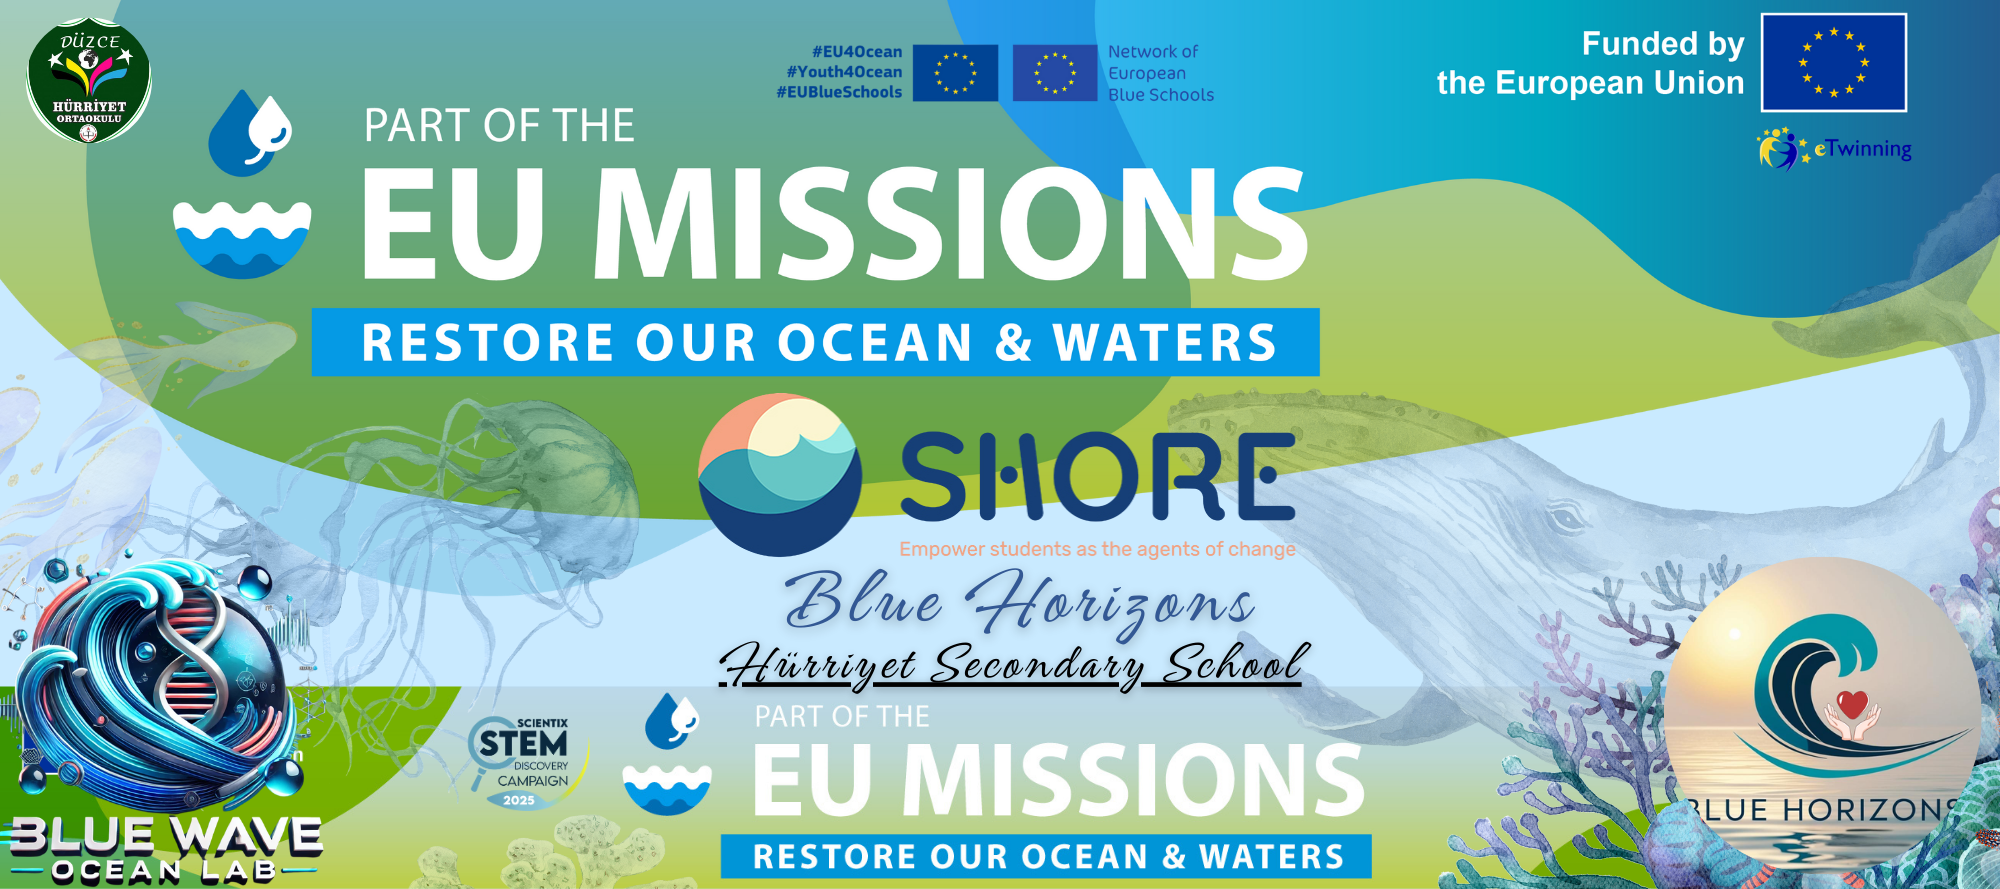 DÜZCE
HÜRRİYET
ORTAOKULU
#EU4Ocean
#Youth4Ocean
#EUBlueSchools
Network of
European
Blue Schools
Funded by
the European Union
eTwinning
PART OF THE
EU MISSIONS
RESTORE OUR OCEAN & WATERS
SHORE
Empower students as the agents of change
Blue Horizons
Hürriyet Secondary School
BLUE WAVE
OCEAN LAB
SCIENTIX
STEM
DISCOVERY
CAMPAIGN
2025
PART OF THE
EU MISSIONS
RESTORE OUR OCEAN & WATERS
BLUE HORIZONS